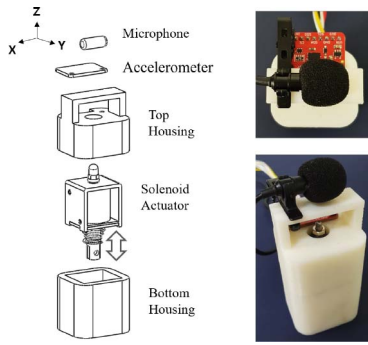 Z
X
Y
Microphone
Accelerometer
Top
Housing
Solenoid
Actuator
Bottom
Housing